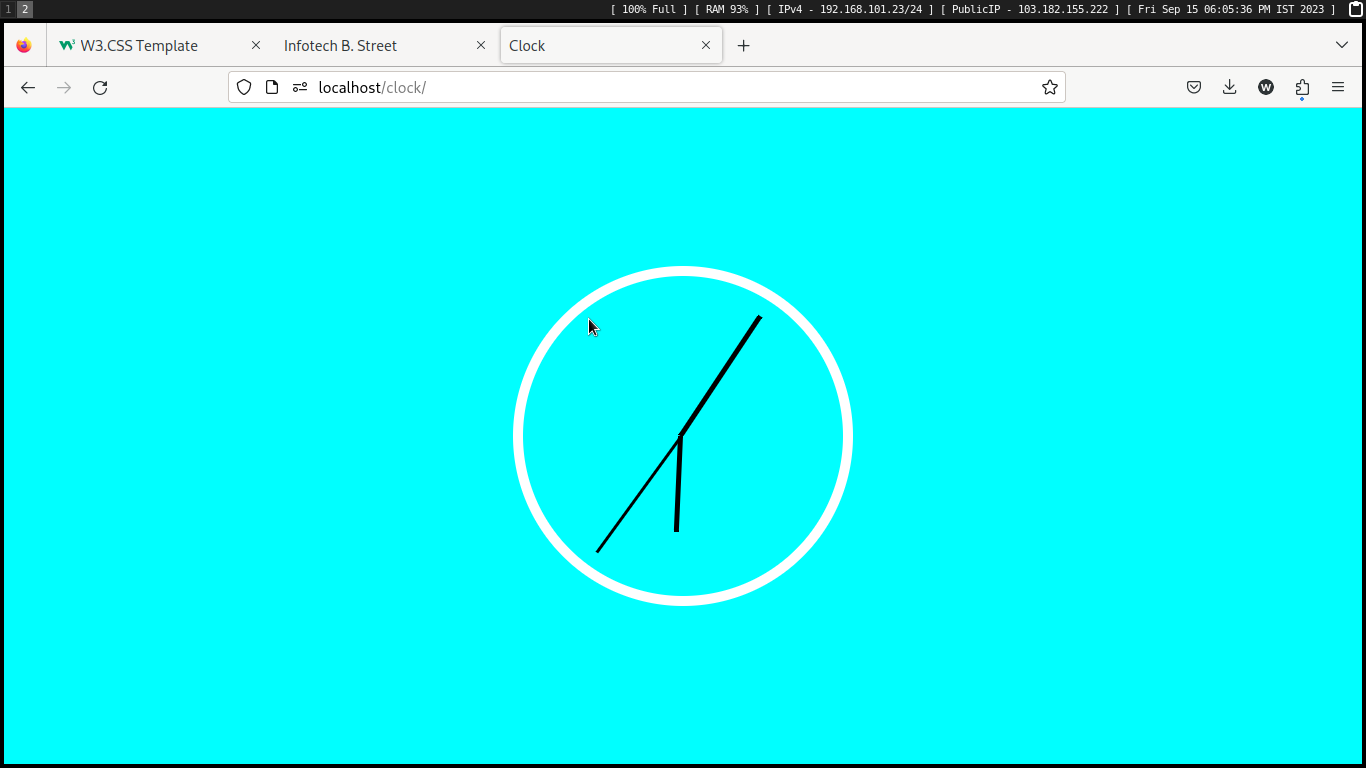 1 2 [ 100% Full ] [ RAM 93% ] [ IPv4 - 192.168.101.23/24 ] [ PublicIP - 103.182.155.222 ] [ Fri Sep 15 06:05:36 PM IST 2023 ]
W3.CSS Template Infotech B. Street Clock
localhost/clock/